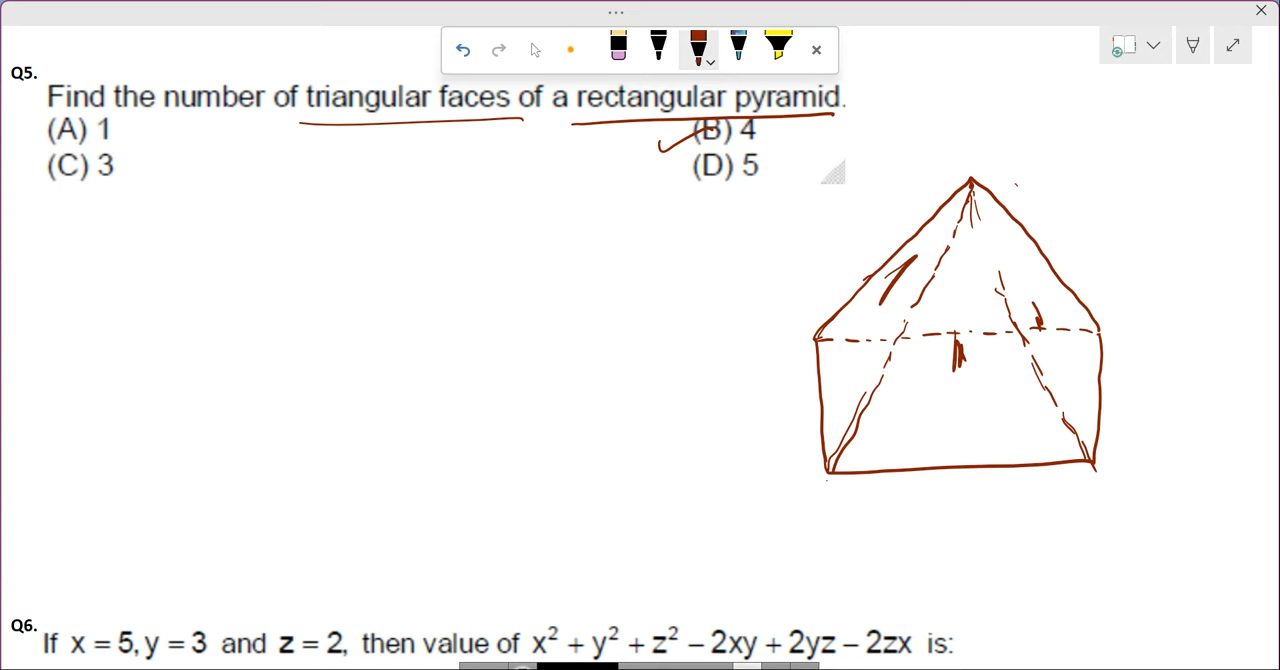 Q5.
Find the number of triangular faces of a rectangular pyramid.
(A) 1 (B) 4
(C) 3 (D) 5
Q6.
If x = 5, y = 3 and z = 2, then value of x² + y² + z² − 2xy + 2yz − 2zx is: